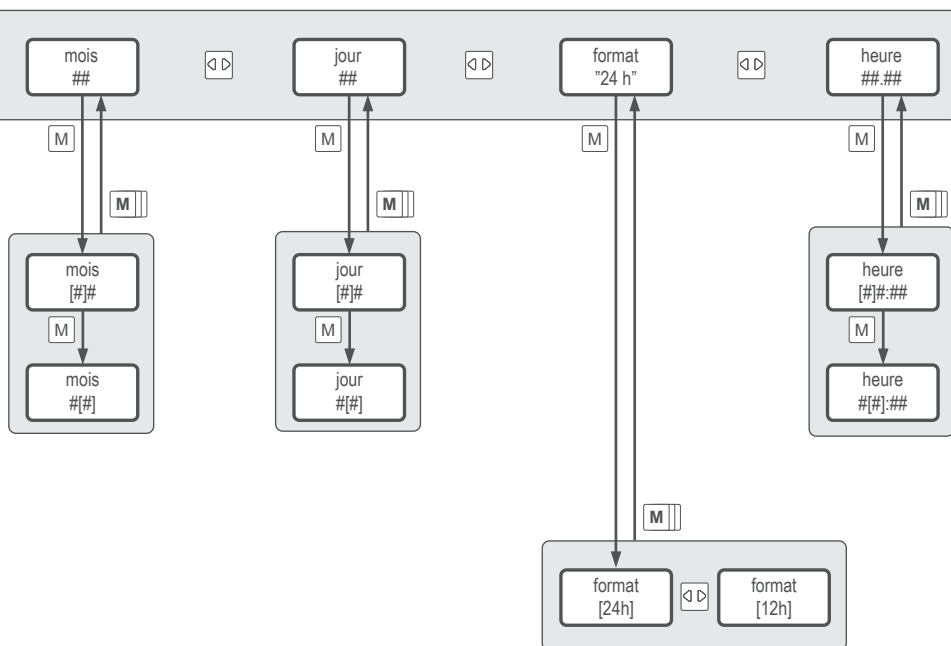 mois
##
jour
##
format
"24 h"
heure
##.##
M
M
M
M
M
M
M
mois
[#]#
jour
[#]#
heure
[#]#:##
M
M
M
mois
#[#]
jour
#[#]
heure
#[#]:##
M
format
[24h]
format
[12h]